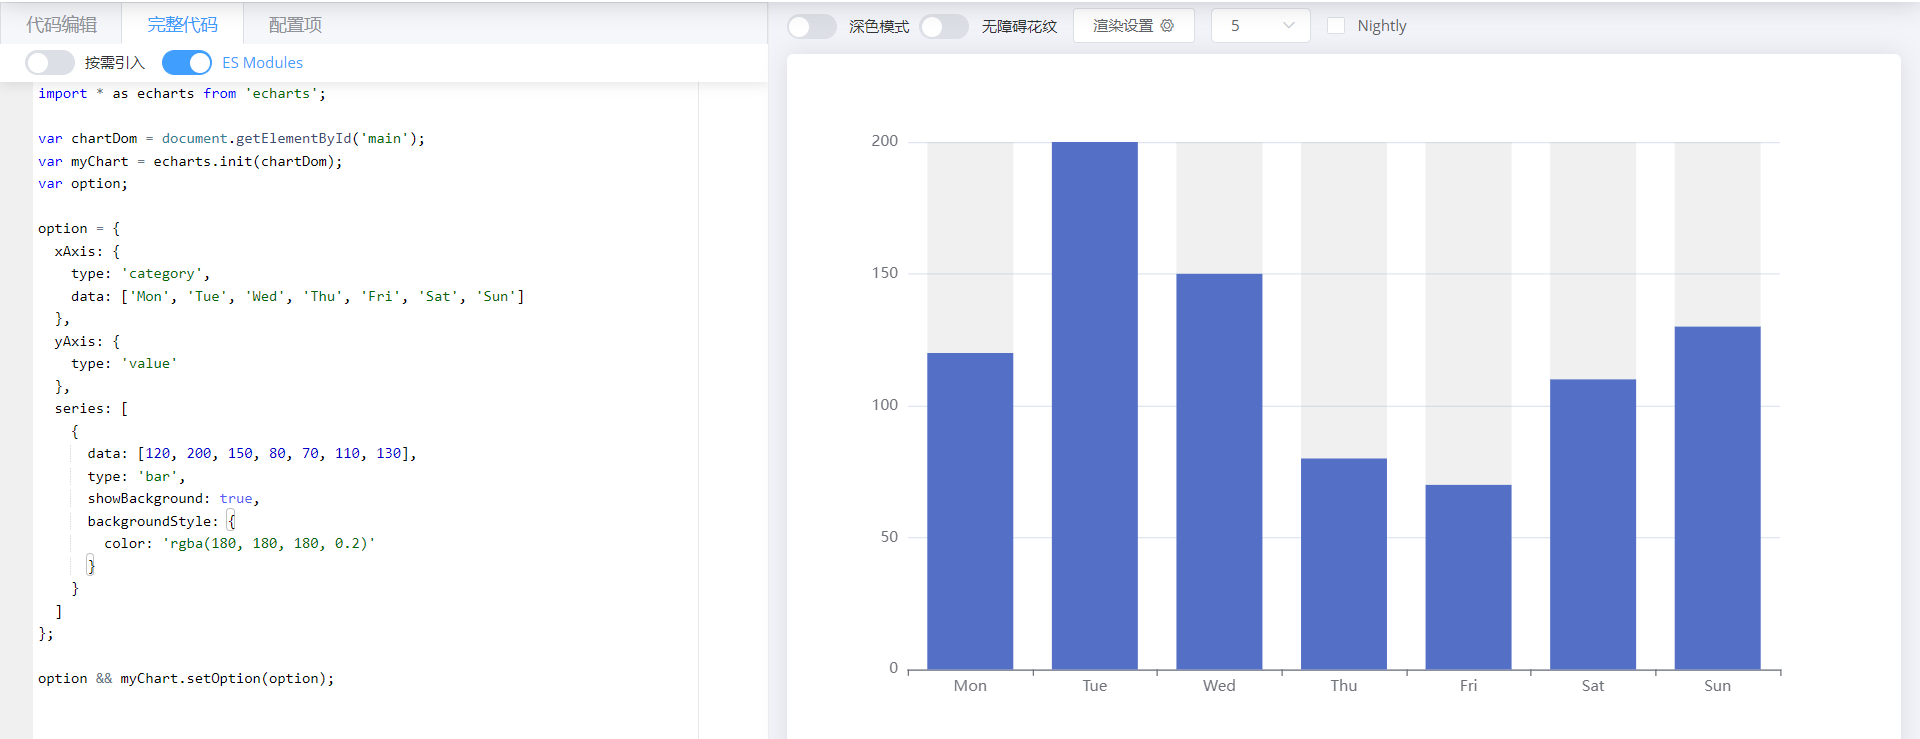 代码编辑 完整代码 配置项
按需引入 ES Modules
import * as echarts from 'echarts';
var chartDom = document.getElementById('main');
var myChart = echarts.init(chartDom);
var option;
option = {
xAxis: {
type: 'category',
data: ['Mon', 'Tue', 'Wed', 'Thu', 'Fri', 'Sat', 'Sun']
},
yAxis: {
type: 'value'
},
series: [
{
data: [120, 200, 150, 80, 70, 110, 130],
type: 'bar',
showBackground: true,
backgroundStyle: {
color: 'rgba(180, 180, 180, 0.2)'
}
}
]
};
option && myChart.setOption(option);
深色模式 无障碍花纹 渲染设置 5 Nightly
200
150
100
50
0
Mon Tue Wed Thu Fri Sat Sun